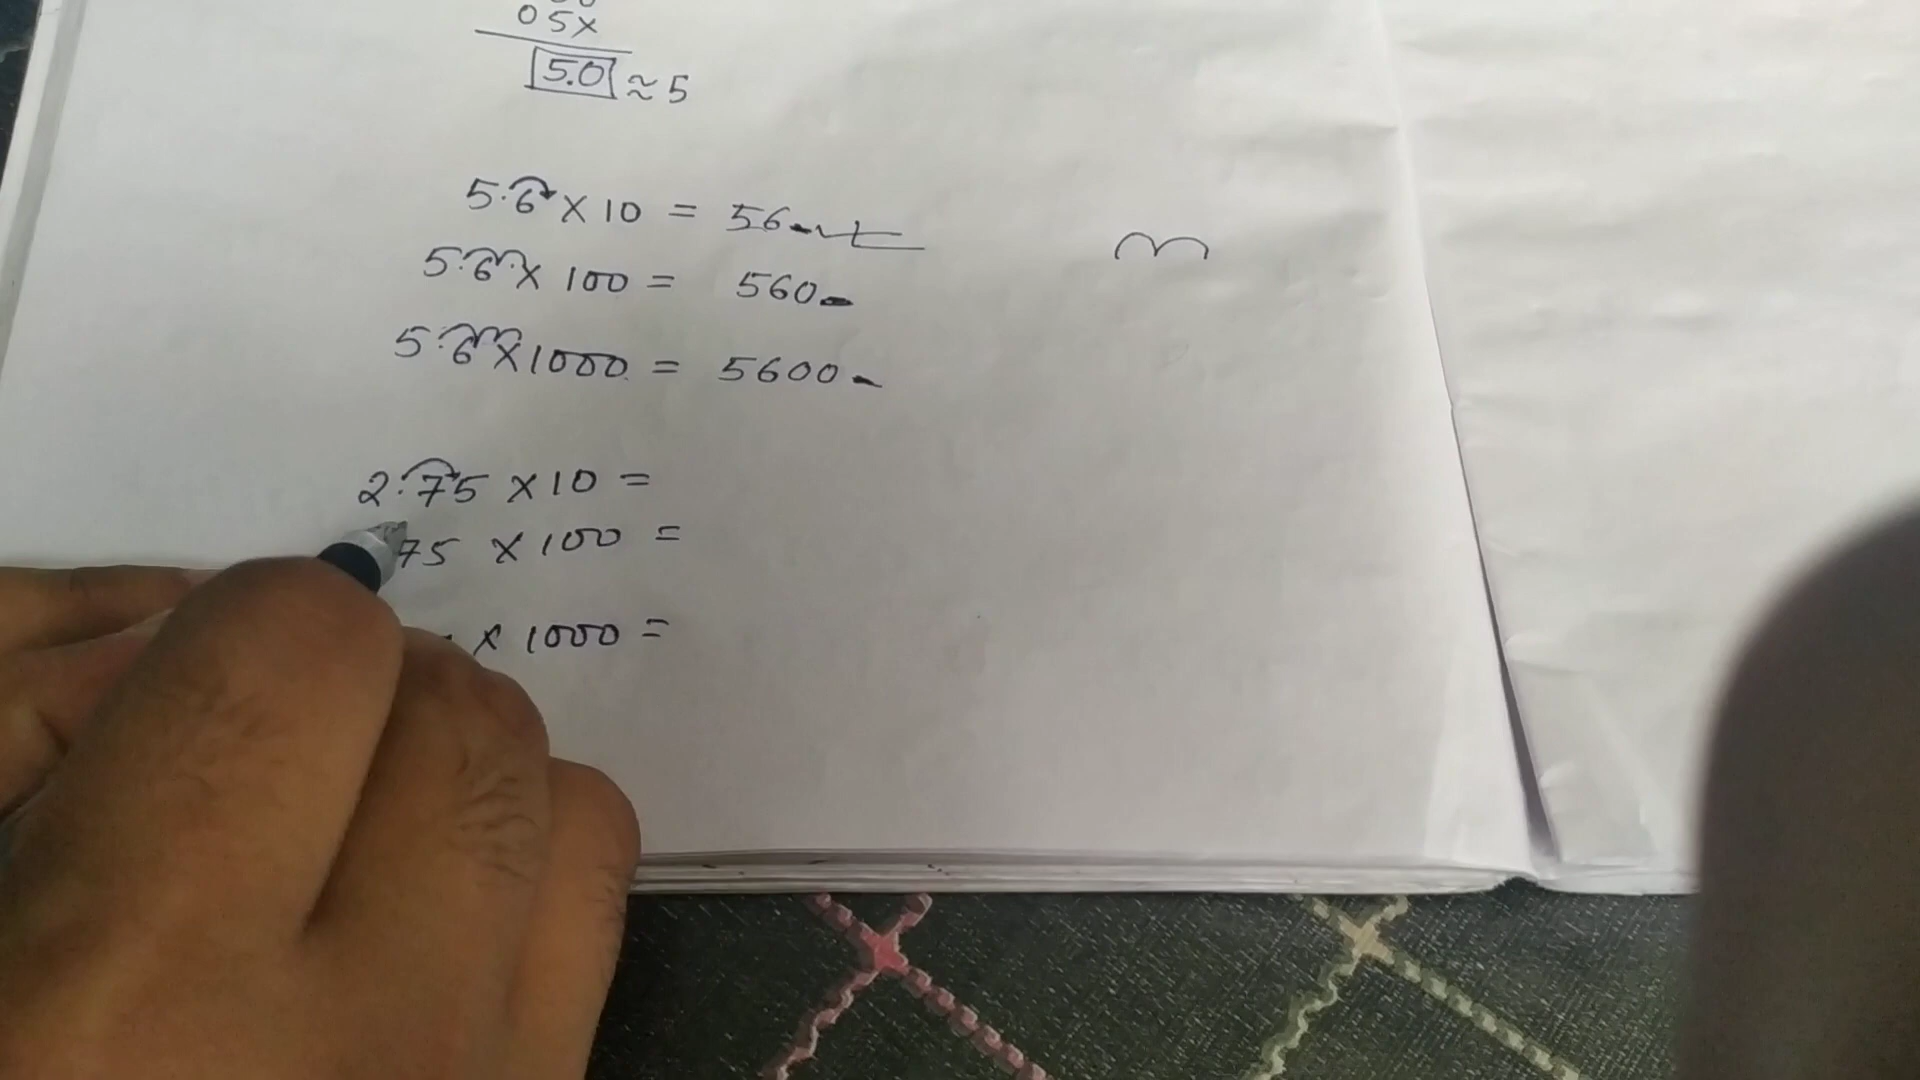 05x
5.0 ≈ 5
5.6 × 10 = 56
5.6 × 100 = 560
5.6 × 1000 = 5600
2.75 × 10 =
75 × 100 =
× 1000 =